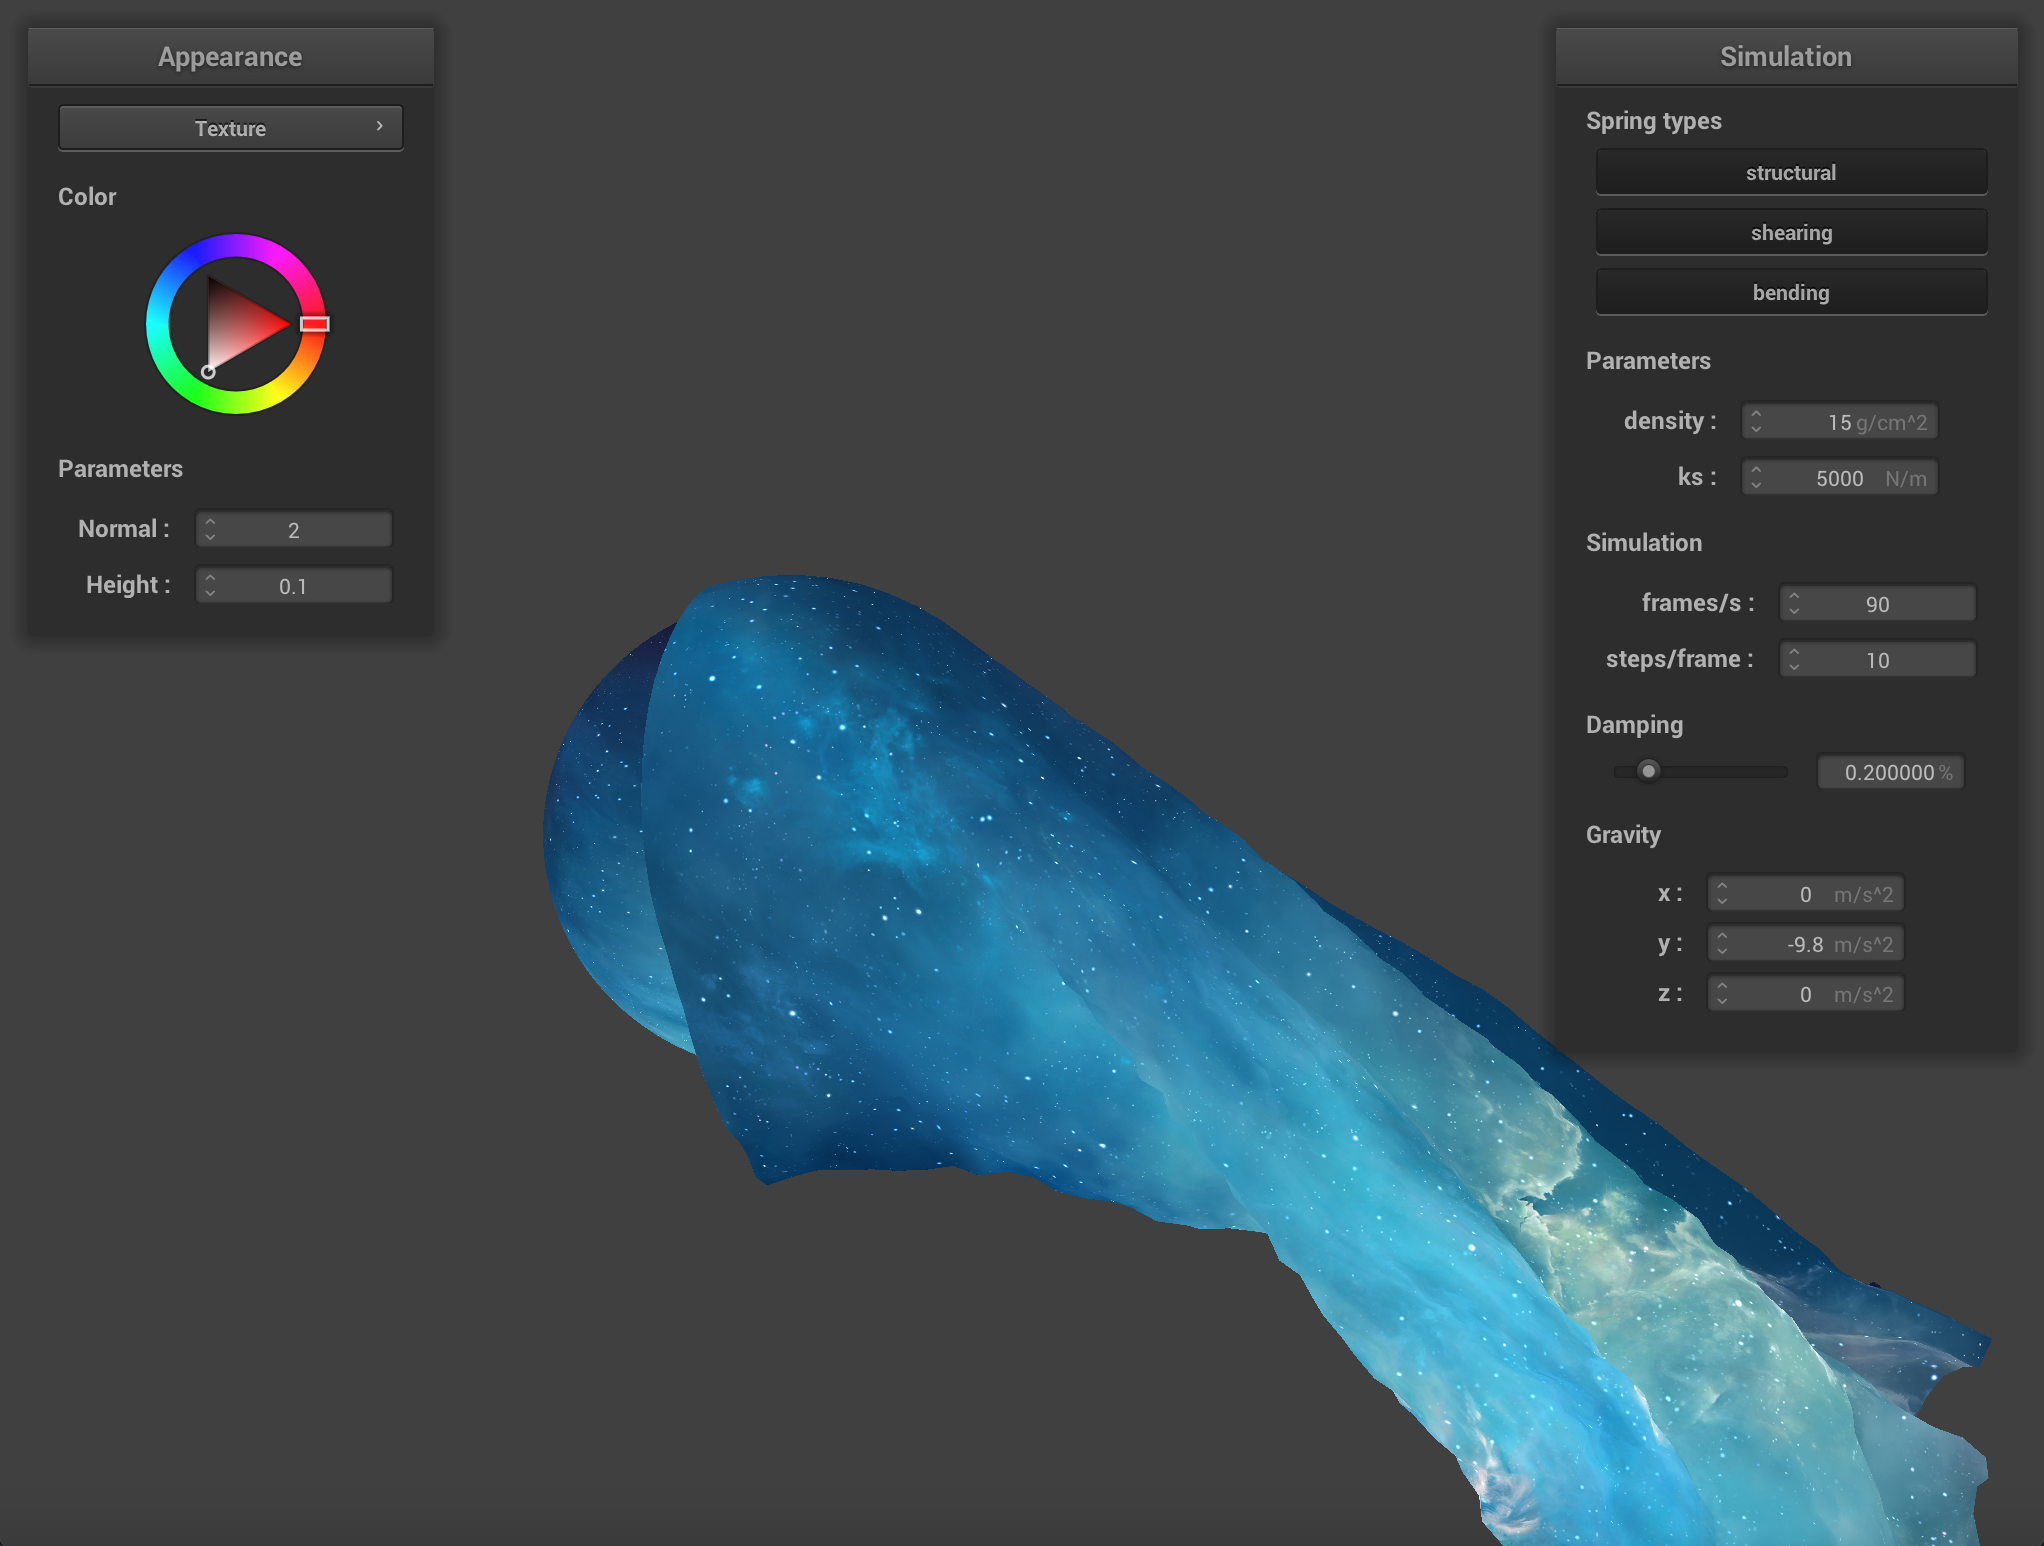 Appearance
Texture
Color
Parameters
Normal : 2
Height : 0.1
Simulation
Spring types
structural
shearing
bending
Parameters
density : 15 g/cm^2
ks : 5000 N/m
Simulation
frames/s : 90
steps/frame : 10
Damping
0.200000 %
Gravity
x : 0 m/s^2
y : -9.8 m/s^2
z : 0 m/s^2